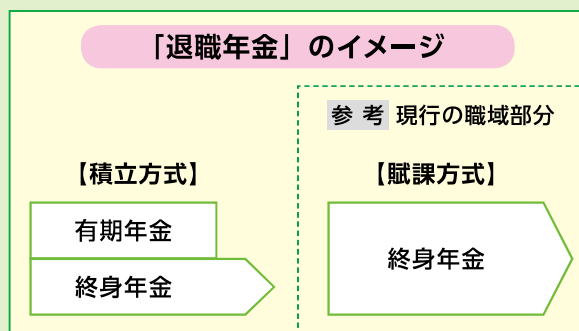 「退職年金」のイメージ
参 考 現行の職域部分
【積立方式】
有期年金
終身年金
【賦課方式】
終身年金